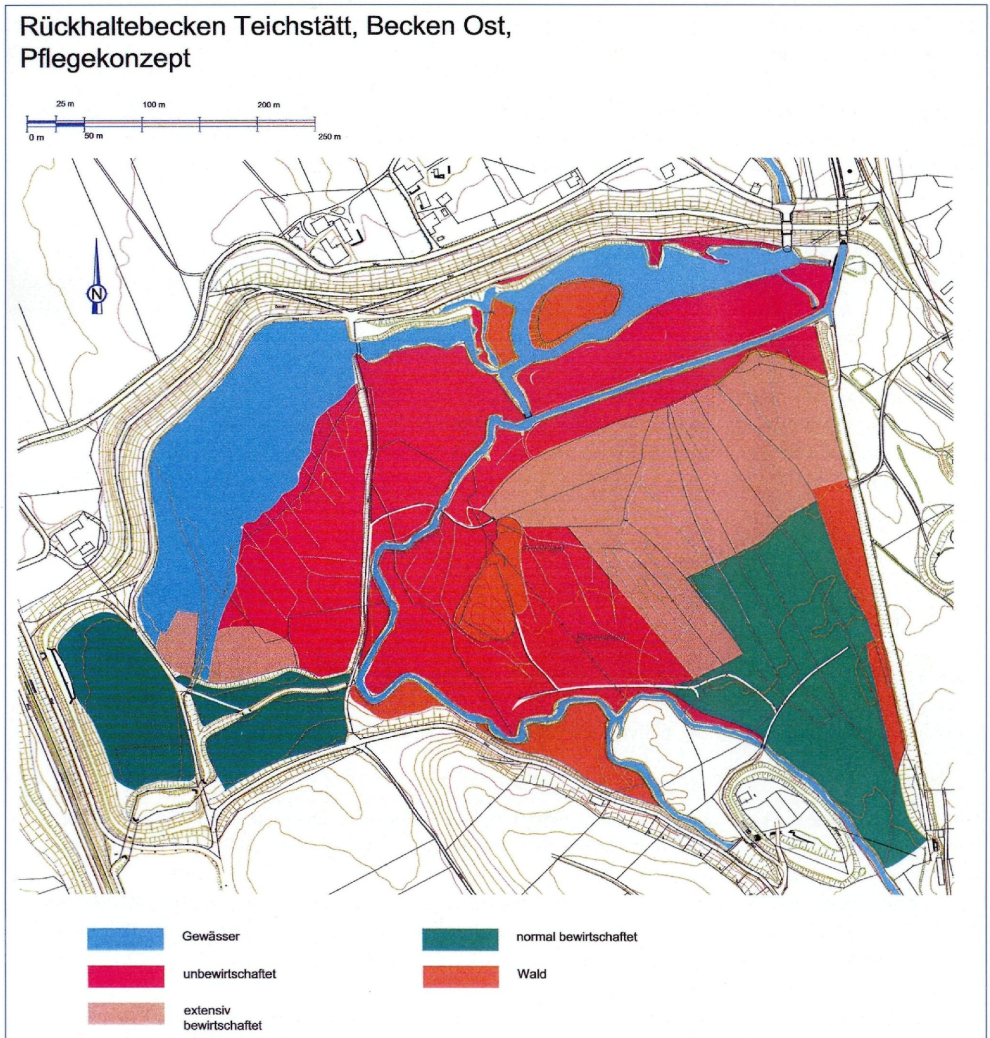 Rückhaltebecken Teichstätt, Becken Ost,
Pflegekonzept
25 m
100 m
200 m
0 m
50 m
250 m
N
Gewässer
normal bewirtschaftet
unbewirtschaftet
Wald
extensiv
bewirtschaftet